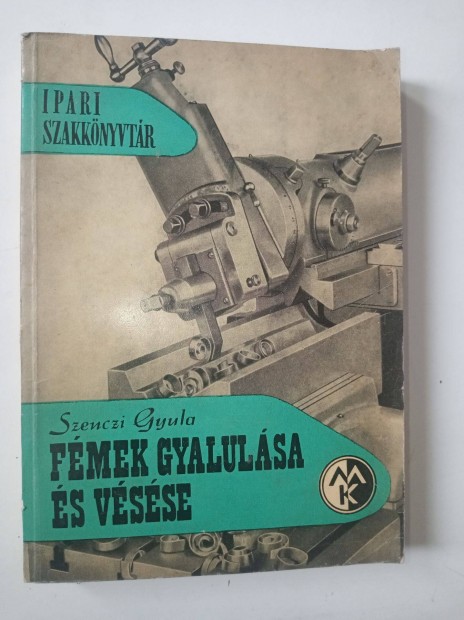 IPARI
SZAKKÖNYVTÁR
Szenczi Gyula
FÉMEK GYALULÁSA
ÉS VÉSÉSE
MK